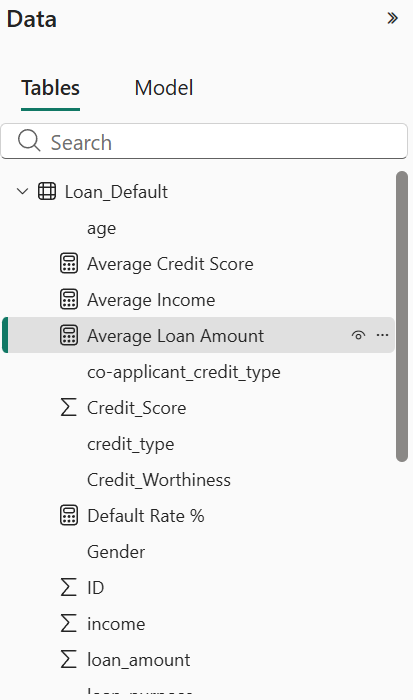 Data
Tables Model
Search
Loan_Default
age
Average Credit Score
Average Income
Average Loan Amount
co-applicant_credit_type
Credit_Score
credit_type
Credit_Worthiness
Default Rate %
Gender
ID
income
loan_amount